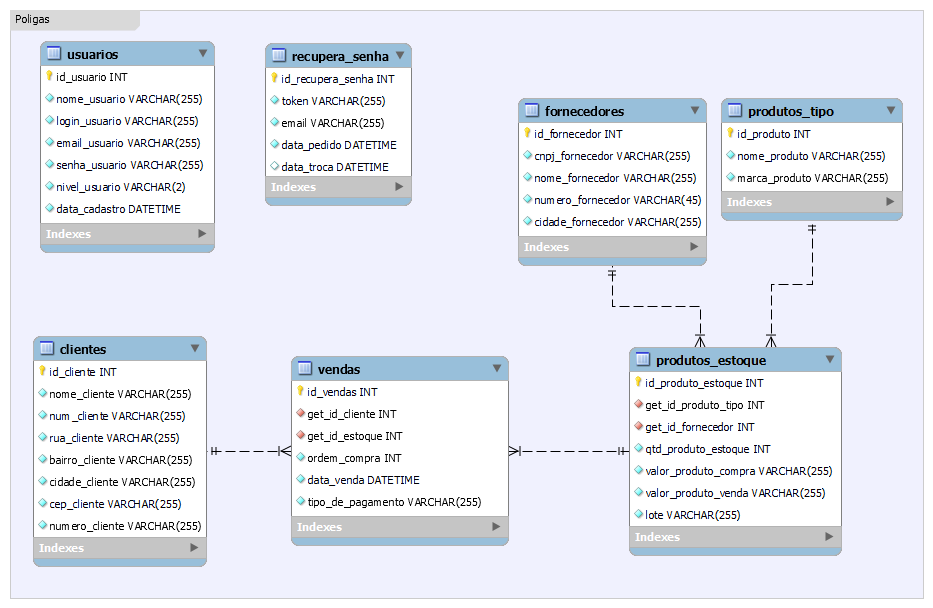 Poligas
usuarios
id_usuario INT
nome_usuario VARCHAR(255)
login_usuario VARCHAR(255)
email_usuario VARCHAR(255)
senha_usuario VARCHAR(255)
nivel_usuario VARCHAR(2)
data_cadastro DATETIME
Indexes
recupera_senha
id_recupera_senha INT
token VARCHAR(255)
email VARCHAR(255)
data_pedido DATETIME
data_troca DATETIME
Indexes
fornecedores
id_fornecedor INT
cnpj_fornecedor VARCHAR(255)
nome_fornecedor VARCHAR(255)
numero_fornecedor VARCHAR(45)
cidade_fornecedor VARCHAR(255)
Indexes
produtos_tipo
id_produto INT
nome_produto VARCHAR(255)
marca_produto VARCHAR(255)
Indexes
clientes
id_cliente INT
nome_cliente VARCHAR(255)
num_cliente VARCHAR(255)
rua_cliente VARCHAR(255)
bairro_cliente VARCHAR(255)
cidade_cliente VARCHAR(255)
cep_cliente VARCHAR(255)
numero_cliente VARCHAR(255)
Indexes
vendas
id_vendas INT
get_id_cliente INT
get_id_estoque INT
ordem_compra INT
data_venda DATETIME
tipo_de_pagamento VARCHAR(255)
Indexes
produtos_estoque
id_produto_estoque INT
get_id_produto_tipo INT
get_id_fornecedor INT
qtd_produto_estoque INT
valor_produto_compra VARCHAR(255)
valor_produto_venda VARCHAR(255)
lote VARCHAR(255)
Indexes